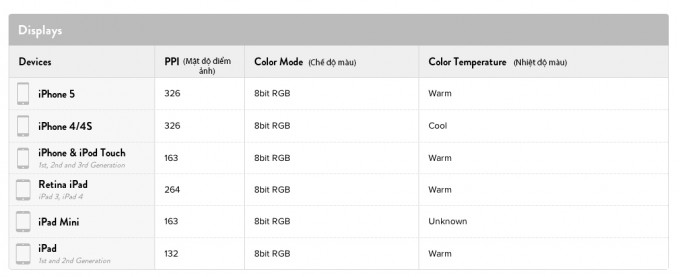 Displays
Devices PPI (Mật độ điểm ảnh) Color Mode (Chế độ màu) Color Temperature (Nhiệt độ màu)
iPhone 5 326 8bit RGB Warm
iPhone 4/4S 326 8bit RGB Cool
iPhone & iPod Touch 163 8bit RGB Warm
1st, 2nd and 3rd Generation
Retina iPad 264 8bit RGB Warm
iPad 3, iPad 4
iPad Mini 163 8bit RGB Unknown
iPad 132 8bit RGB Warm
1st and 2nd Generation